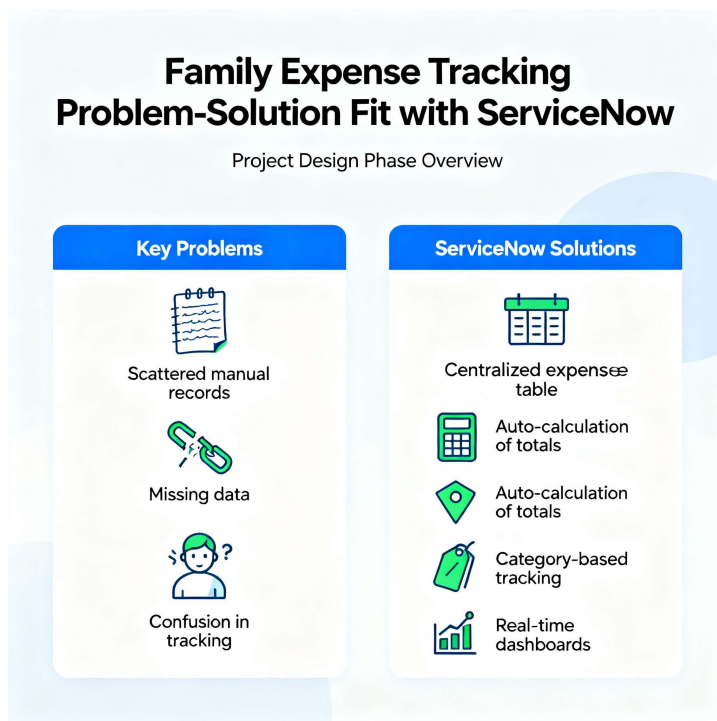 Family Expense Tracking
Problem-Solution Fit with ServiceNow
Project Design Phase Overview
Key Problems
Scattered manual
records
Missing data
Confusion in
tracking
ServiceNow Solutions
Centralized expensee
table
Auto-calculation
of totals
Auto-calculation
of totals
Category-based
tracking
Real-time
dashboards